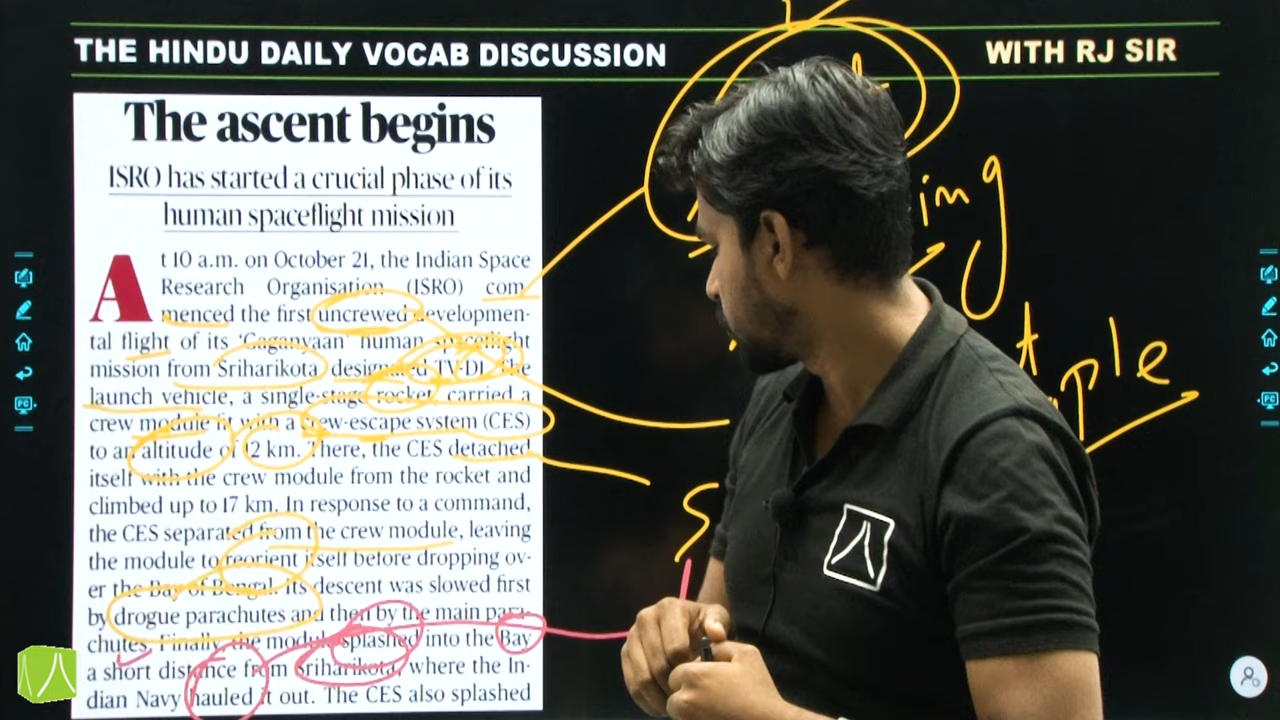 THE HINDU DAILY VOCAB DISCUSSION
WITH RJ SIR
The ascent begins
ISRO has started a crucial phase of its
human spaceflight mission
At 10 a.m. on October 21, the Indian Space
Research Organisation (ISRO) com-
menced the first uncrewed developmen-
tal flight of its 'Gaganyaan' human spaceflight
mission from Sriharikota designated TV-D1. The
launch vehicle, a single-stage rocket, carried a
crew module fit with a crew-escape system (CES)
to an altitude of 12 km. There, the CES detached
itself with the crew module from the rocket and
climbed up to 17 km. In response to a command,
the CES separated from the crew module, leaving
the module to reorient itself before dropping ov-
er the Bay of Bengal. Its descent was slowed first
by drogue parachutes and then by the main para-
chutes. Finally, the module splashed into the Bay
a short distance from Sriharikota, where the In-
dian Navy hauled it out. The CES also splashed
ing
PC
PC